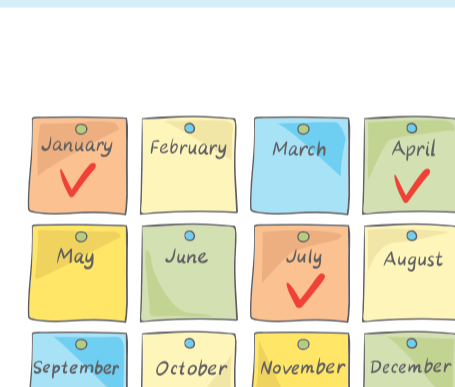 January February March April
May June July August
September October November December